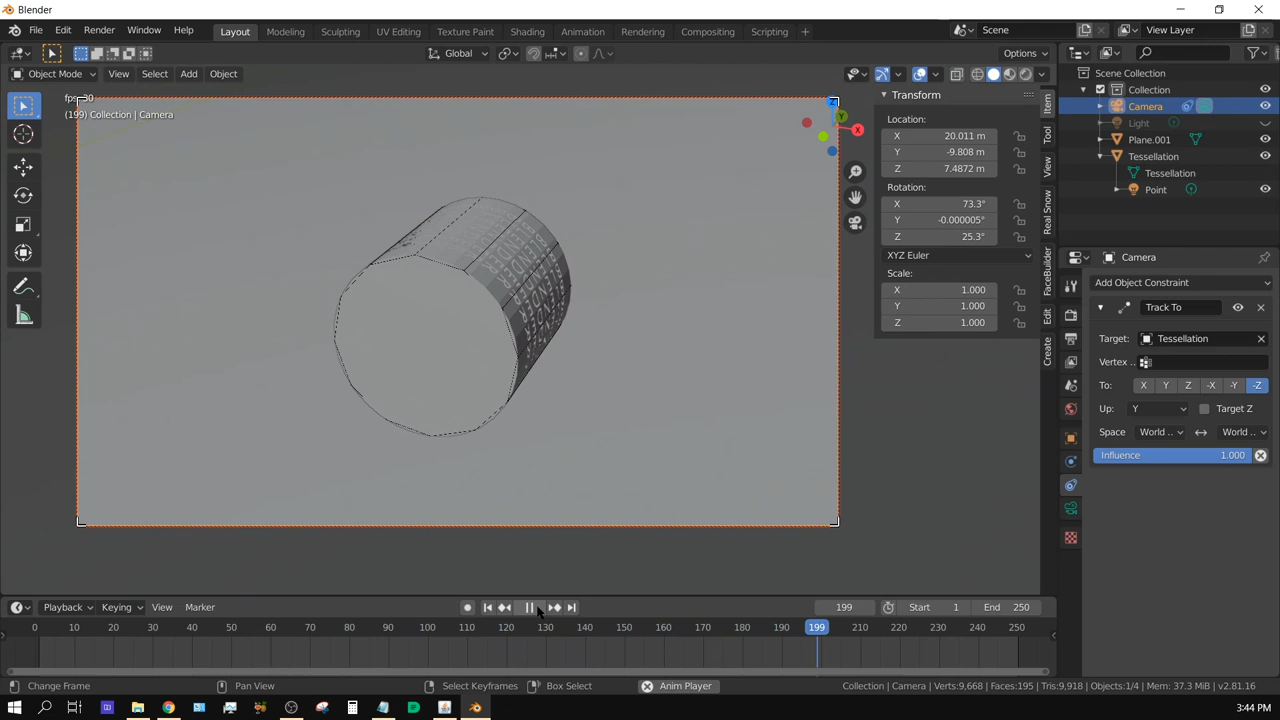 Blender
File Edit Render Window Help
Layout Modeling Sculpting UV Editing Texture Paint Shading Animation Rendering Compositing Scripting +
Scene
View Layer
Global
Options
Object Mode View Select Add Object
fps: 30
(199) Collection | Camera
Z
Y
X
Transform
Location:
X 20.011 m
Y -9.808 m
Z 7.4872 m
Rotation:
X 73.3°
Y -0.000005°
Z 25.3°
XYZ Euler
Scale:
X 1.000
Y 1.000
Z 1.000
Item
Tool
View
Real Snow
FaceBuilder
Edit
Create
BLENDER
BLENDER
BLENDER
Scene Collection
Collection
Camera
Light
Plane.001
Tessellation
Tessellation
Point
Camera
Add Object Constraint
Track To
Target: Tessellation
Vertex ..
To: X Y Z -X -Y -Z
Up: Y Target Z
Space World .. World ..
Influence 1.000
Playback Keying View Marker
199 Start 1 End 250
0 10 20 30 40 50 60 70 80 90 100 110 120 130 140 150 160 170 180 190 199 210 220 230 240 250
Change Frame Pan View Select Keyframes Box Select Anim Player Collection | Camera | Verts:9,668 | Faces:195 | Tris:9,918 | Objects:1/4 | Mem: 37.3 MiB | v2.81.16
3:44 PM